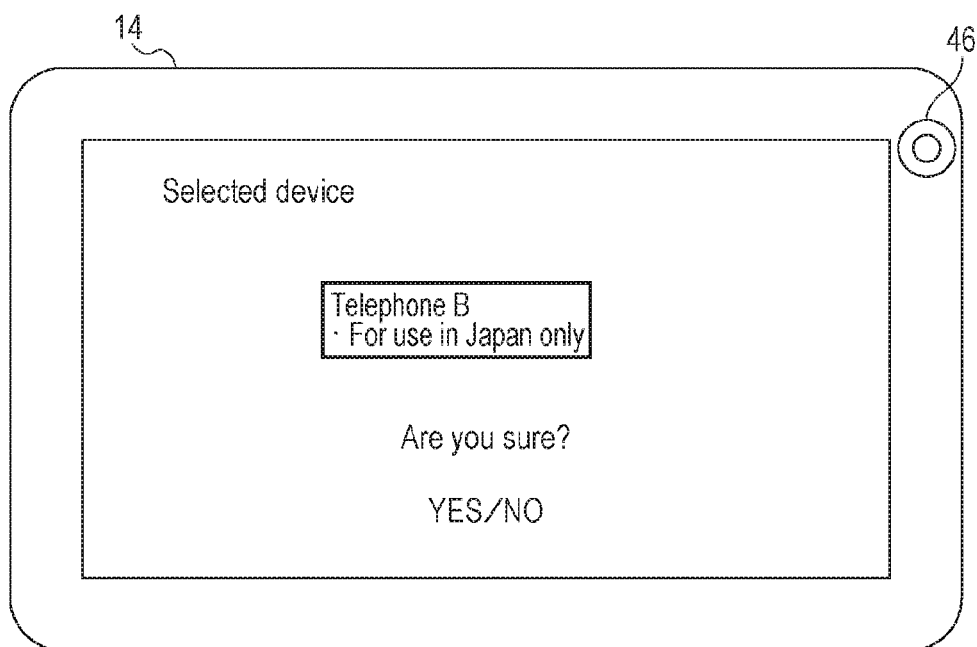 14
46
Selected device
Telephone B
· For use in Japan only
Are you sure?
YES/NO